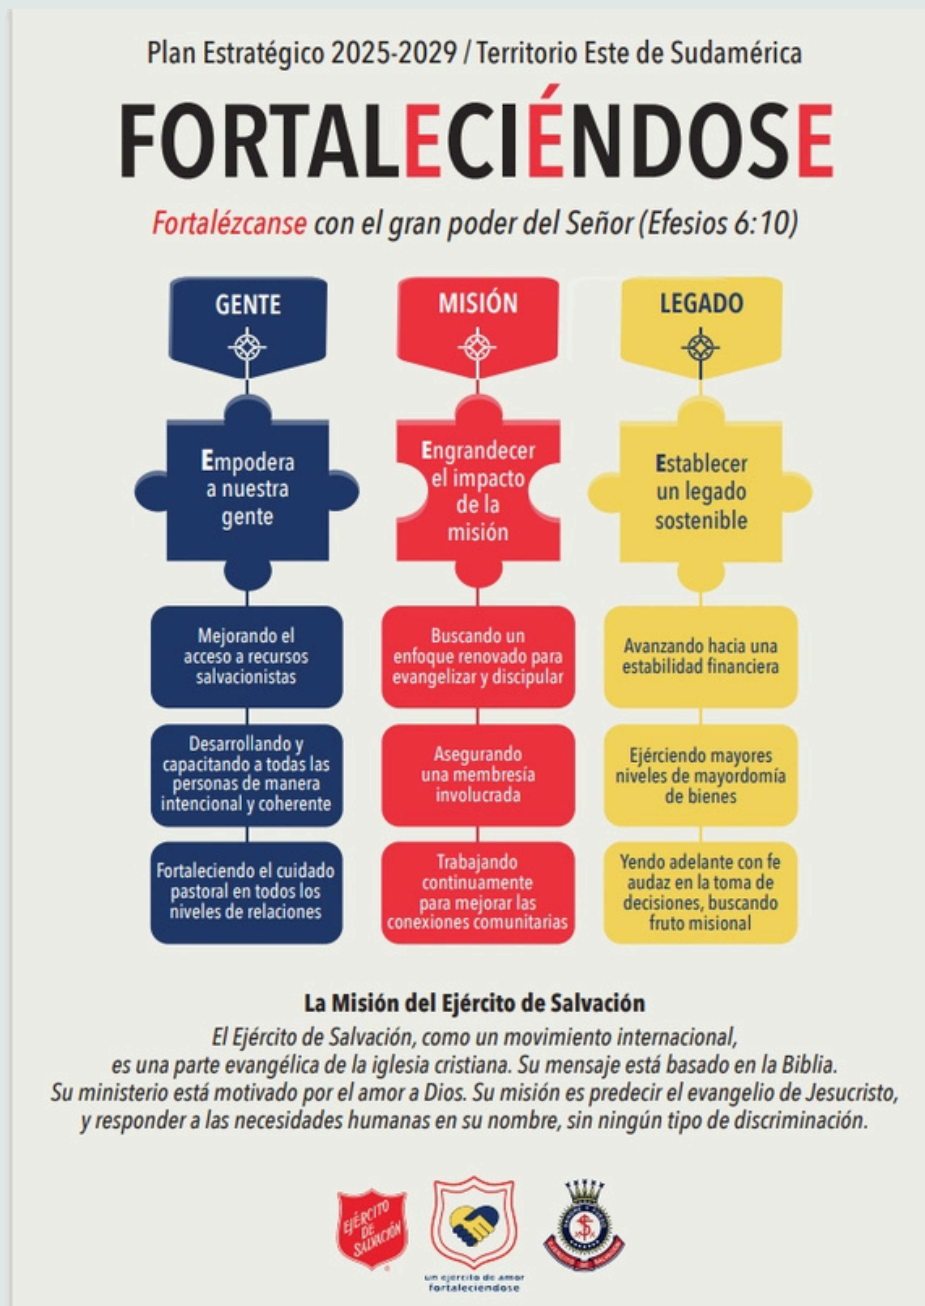 Plan Estratégico 2025-2029 / Territorio Este de Sudamérica
FORTALECIÉNDOSE
Fortalézcanse con el gran poder del Señor (Efesios 6:10)
GENTE
Empodera
a nuestra
gente
Mejorando el
acceso a recursos
salvacionistas
Desarrollando y
capacitando a todas las
personas de manera
intencional y coherente
Fortaleciendo el cuidado
pastoral en todos los
niveles de relaciones
MISIÓN
Engrandecer
el impacto
de la
misión
Buscando un
enfoque renovado para
evangelizar y discipular
Asegurando
una membresía
involucrada
Trabajando
continuamente
para mejorar las
conexiones comunitarias
LEGADO
Establecer
un legado
sostenible
Avanzando hacia una
estabilidad financiera
Ejérciendo mayores
niveles de mayordomía
de bienes
Yendo adelante con fe
audaz en la toma de
decisiones, buscando
fruto misional
La Misión del Ejército de Salvación
El Ejército de Salvación, como un movimiento internacional,
es una parte evangélica de la iglesia cristiana. Su mensaje está basado en la Biblia.
Su ministerio está motivado por el amor a Dios. Su misión es predecir el evangelio de Jesucristo,
y responder a las necesidades humanas en su nombre, sin ningún tipo de discriminación.
EJÉRCITO
DE
SALVACIÓN
un ejército de amor
fortaleciendose
EJERCITO DE SALVACION